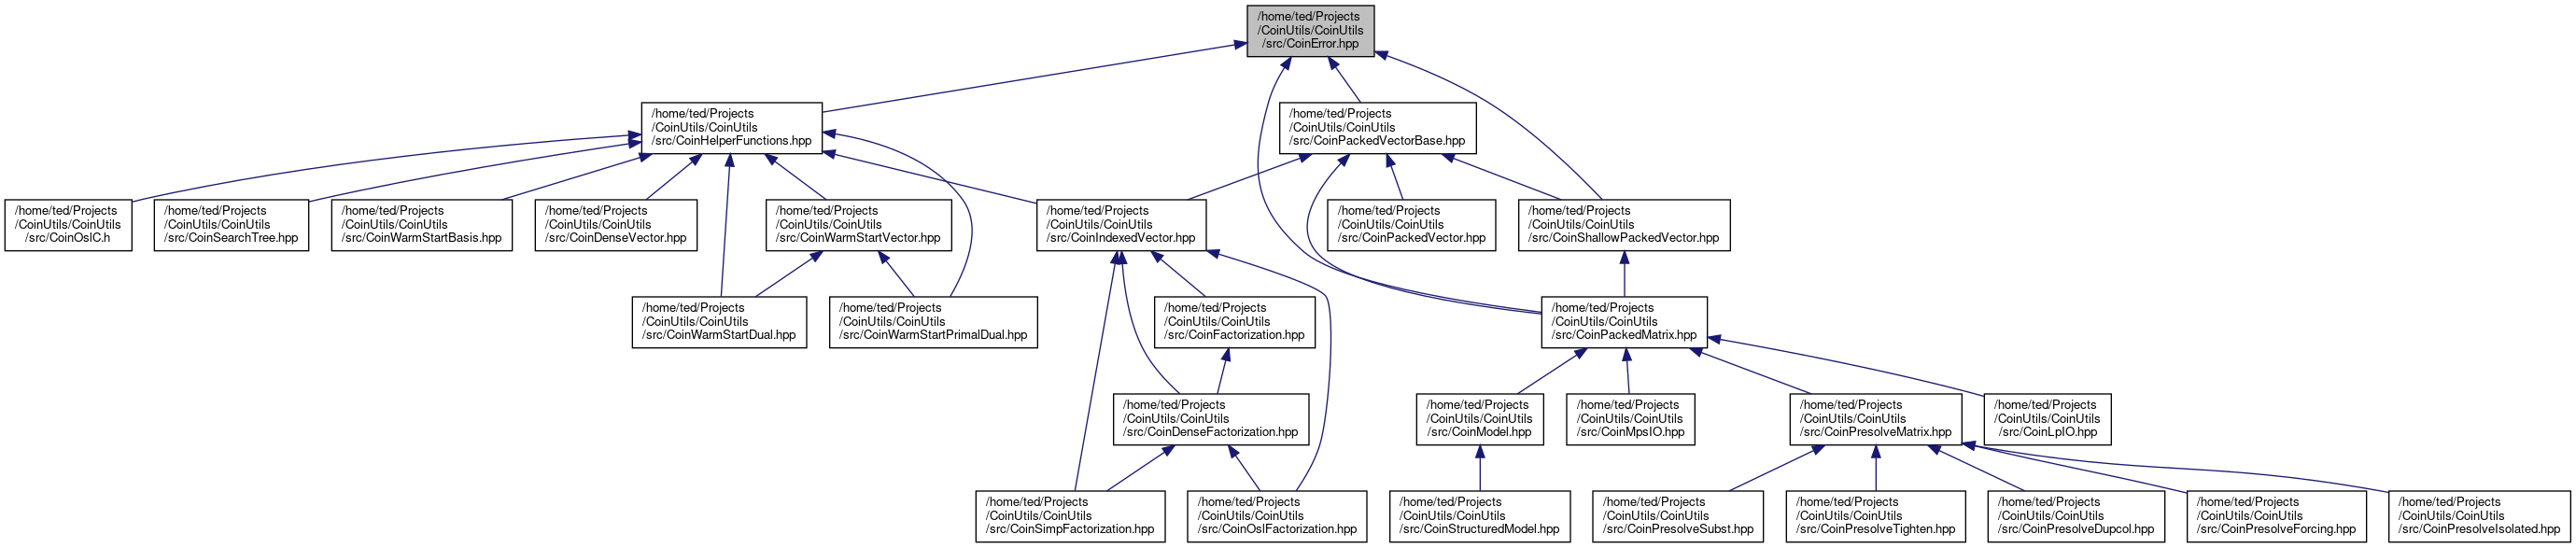 /home/ted/Projects
/CoinUtils/CoinUtils
/src/CoinError.hpp
/home/ted/Projects
/CoinUtils/CoinUtils
/src/CoinHelperFunctions.hpp
/home/ted/Projects
/CoinUtils/CoinUtils
/src/CoinPackedVectorBase.hpp
/home/ted/Projects
/CoinUtils/CoinUtils
/src/CoinOslC.h
/home/ted/Projects
/CoinUtils/CoinUtils
/src/CoinSearchTree.hpp
/home/ted/Projects
/CoinUtils/CoinUtils
/src/CoinWarmStartBasis.hpp
/home/ted/Projects
/CoinUtils/CoinUtils
/src/CoinDenseVector.hpp
/home/ted/Projects
/CoinUtils/CoinUtils
/src/CoinWarmStartVector.hpp
/home/ted/Projects
/CoinUtils/CoinUtils
/src/CoinIndexedVector.hpp
/home/ted/Projects
/CoinUtils/CoinUtils
/src/CoinPackedVector.hpp
/home/ted/Projects
/CoinUtils/CoinUtils
/src/CoinShallowPackedVector.hpp
/home/ted/Projects
/CoinUtils/CoinUtils
/src/CoinWarmStartDual.hpp
/home/ted/Projects
/CoinUtils/CoinUtils
/src/CoinWarmStartPrimalDual.hpp
/home/ted/Projects
/CoinUtils/CoinUtils
/src/CoinFactorization.hpp
/home/ted/Projects
/CoinUtils/CoinUtils
/src/CoinPackedMatrix.hpp
/home/ted/Projects
/CoinUtils/CoinUtils
/src/CoinDenseFactorization.hpp
/home/ted/Projects
/CoinUtils/CoinUtils
/src/CoinModel.hpp
/home/ted/Projects
/CoinUtils/CoinUtils
/src/CoinMpsIO.hpp
/home/ted/Projects
/CoinUtils/CoinUtils
/src/CoinPresolveMatrix.hpp
/home/ted/Projects
/CoinUtils/CoinUtils
/src/CoinLpIO.hpp
/home/ted/Projects
/CoinUtils/CoinUtils
/src/CoinSimpFactorization.hpp
/home/ted/Projects
/CoinUtils/CoinUtils
/src/CoinOslFactorization.hpp
/home/ted/Projects
/CoinUtils/CoinUtils
/src/CoinStructuredModel.hpp
/home/ted/Projects
/CoinUtils/CoinUtils
/src/CoinPresolveSubst.hpp
/home/ted/Projects
/CoinUtils/CoinUtils
/src/CoinPresolveTighten.hpp
/home/ted/Projects
/CoinUtils/CoinUtils
/src/CoinPresolveDupcol.hpp
/home/ted/Projects
/CoinUtils/CoinUtils
/src/CoinPresolveForcing.hpp
/home/ted/Projects
/CoinUtils/CoinUtils
/src/CoinPresolveIsolated.hpp